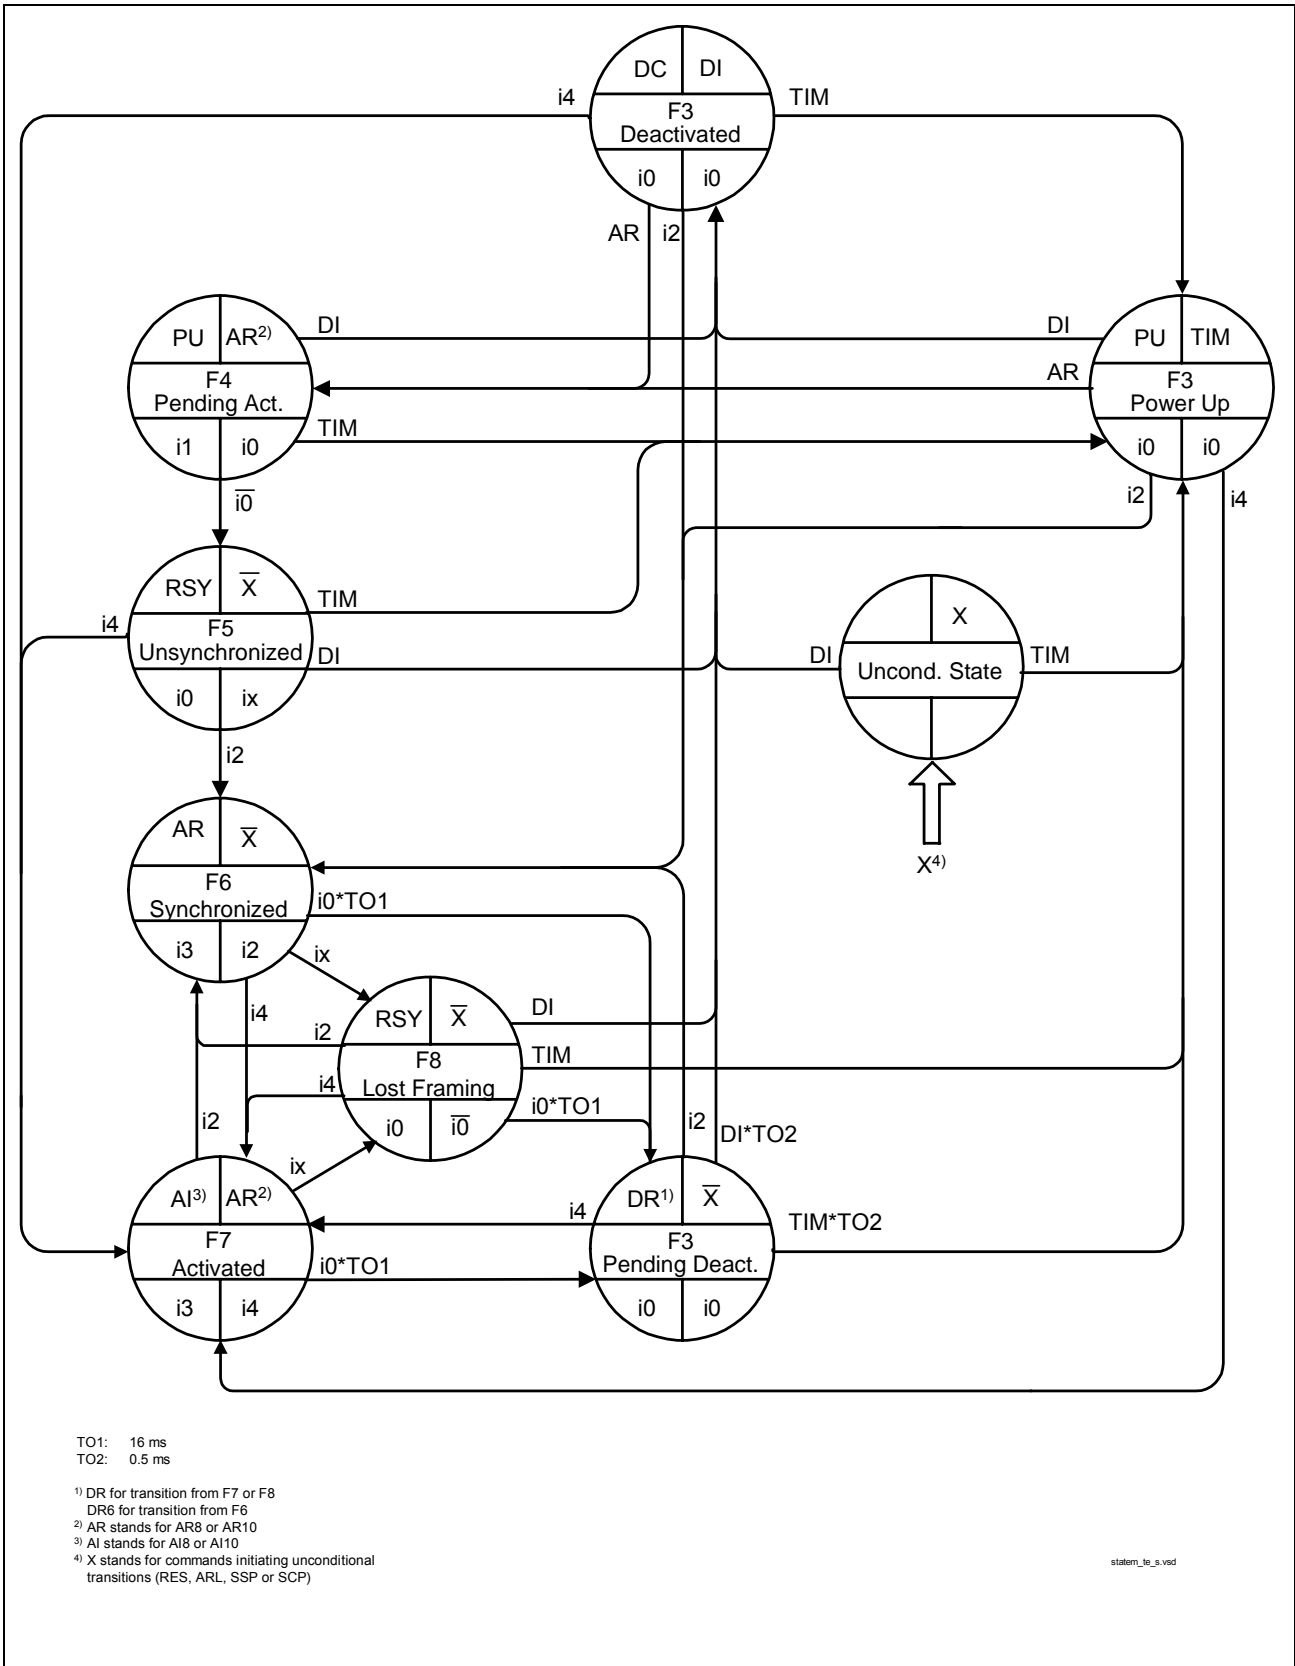 DC DI
i4
TIM
F3
Deactivated
i0 i0
AR i2
PU AR2)
DI
DI
PU TIM
F4
Pending Act.
AR
F3
Power Up
i1 i0
TIM
i0 i0
i̅0̅
i2
i4
RSY X̅
TIM
X
i4
F5
Unsynchronized
DI
DI
Uncond. State
TIM
i0 ix
i2
AR X̅
X4)
F6
Synchronized
i0*TO1
i3 i2
ix
i4
RSY X̅
DI
i2
F8
Lost Framing
TIM
i4
i0 i̅0̅
i0*TO1
i2
i2
DI*TO2
ix
AI3) AR2)
DR1) X̅
i4
TIM*TO2
F7
Activated
i0*TO1
F3
Pending Deact.
i3 i4
i0 i0
TO1: 16 ms
TO2: 0.5 ms
1) DR for transition from F7 or F8
DR6 for transition from F6
2) AR stands for AR8 or AR10
3) AI stands for AI8 or AI10
4) X stands for commands initiating unconditional
transitions (RES, ARL, SSP or SCP)
statem_te_s.vsd